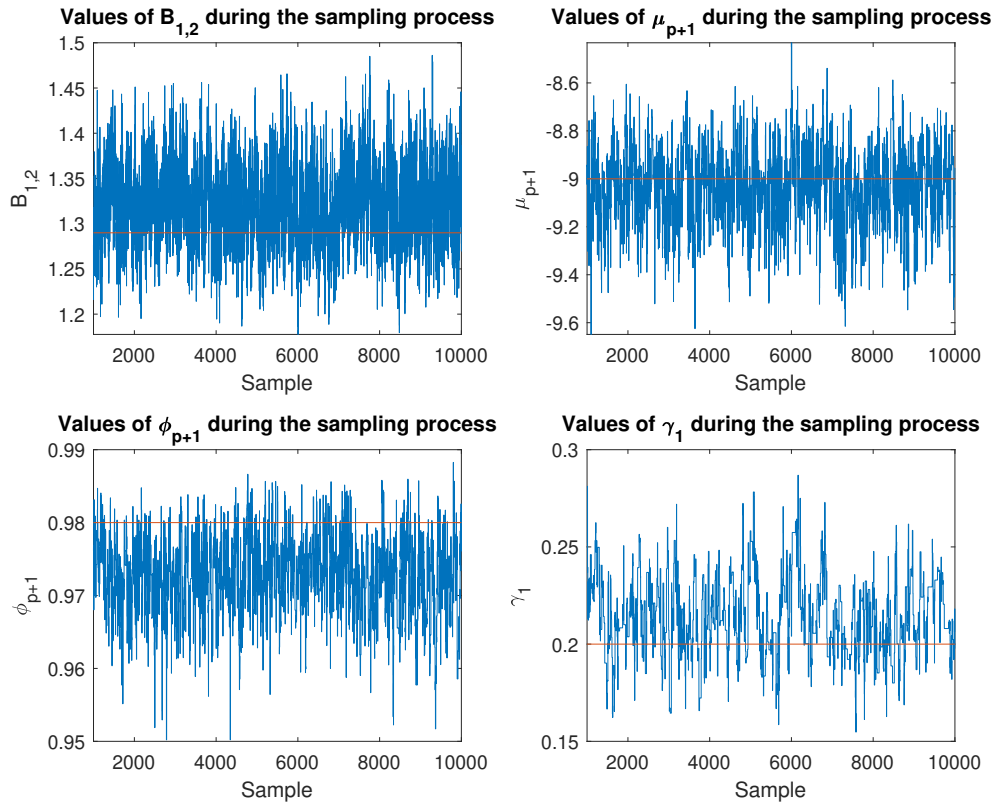 Values of B1,2 during the sampling process
1.5
1.45
1.4
1.35
1.3
1.25
1.2
B1,2
2000 4000 6000 8000 10000
Sample
Values of μp+1 during the sampling process
-8.6
-8.8
-9
-9.2
-9.4
-9.6
μp+1
2000 4000 6000 8000 10000
Sample
Values of ϕp+1 during the sampling process
0.99
0.98
0.97
0.96
0.95
ϕp+1
2000 4000 6000 8000 10000
Sample
Values of γ1 during the sampling process
0.3
0.25
0.2
0.15
γ1
2000 4000 6000 8000 10000
Sample